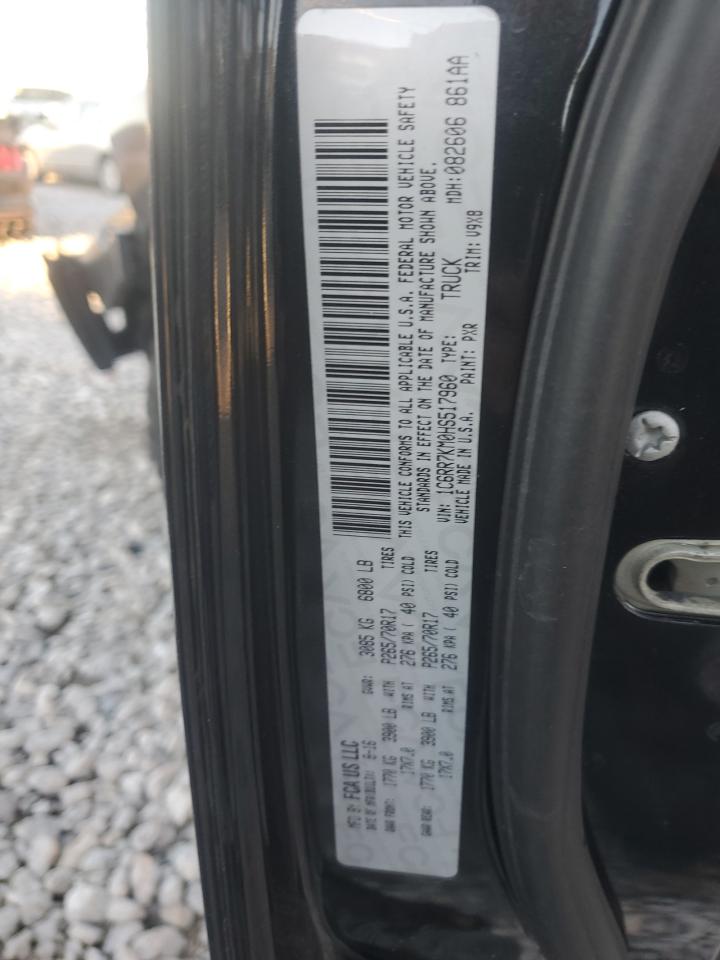 MFD BY: FCA US LLC
DATE OF MFR(BUILT): 8-16 GVWR: 3085 KG 6800 LB
GAWR FRONT: 1770 KG 3900 LB WITH P265/70R17 TIRES
17X7.0 RIMS AT 276 KPA ( 40 PSI) COLD
GAWR REAR: 1770 KG 3900 LB WITH P265/70R17 TIRES
17X7.0 RIMS AT 276 KPA ( 40 PSI) COLD
THIS VEHICLE CONFORMS TO ALL APPLICABLE U.S.A. FEDERAL MOTOR VEHICLE SAFETY
STANDARDS IN EFFECT ON THE DATE OF MANUFACTURE SHOWN ABOVE.
VIN: 1C6RR7KM0HS517960 TYPE: TRUCK MDH:082606 861AA
VEHICLE MADE IN U.S.A. PAINT: PXR TRIM: V9X8